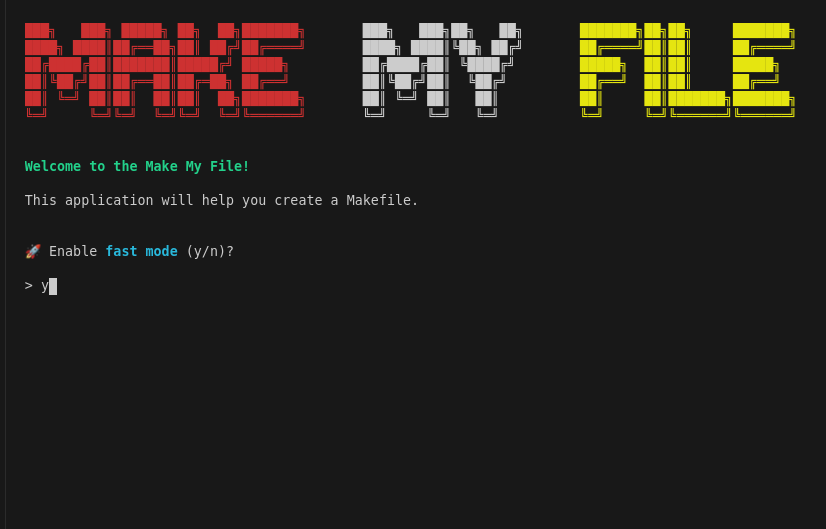 MAKE MY FILE
Welcome to the Make My File!
This application will help you create a Makefile.
🚀 Enable fast mode (y/n)?
> y